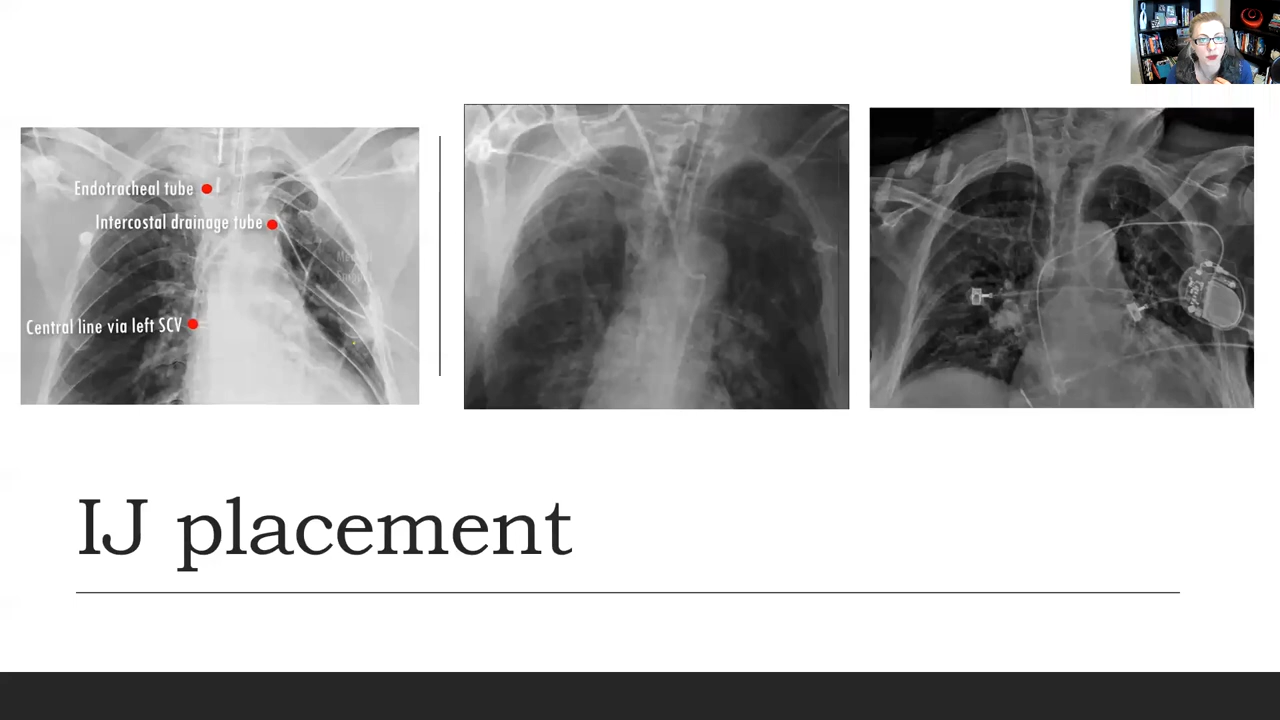 Endotracheal tube
Intercostal drainage tube
Central line via left SCV
IJ placement